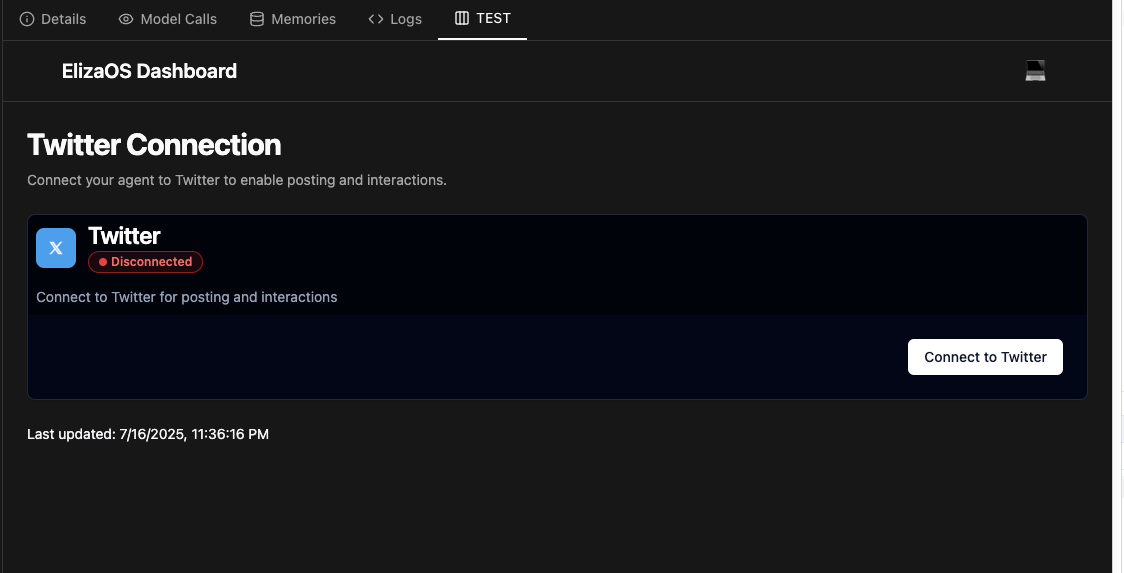 Details Model Calls Memories Logs TEST
ElizaOS Dashboard
Twitter Connection
Connect your agent to Twitter to enable posting and interactions.
X Twitter
Disconnected
Connect to Twitter for posting and interactions
Connect to Twitter
Last updated: 7/16/2025, 11:36:16 PM